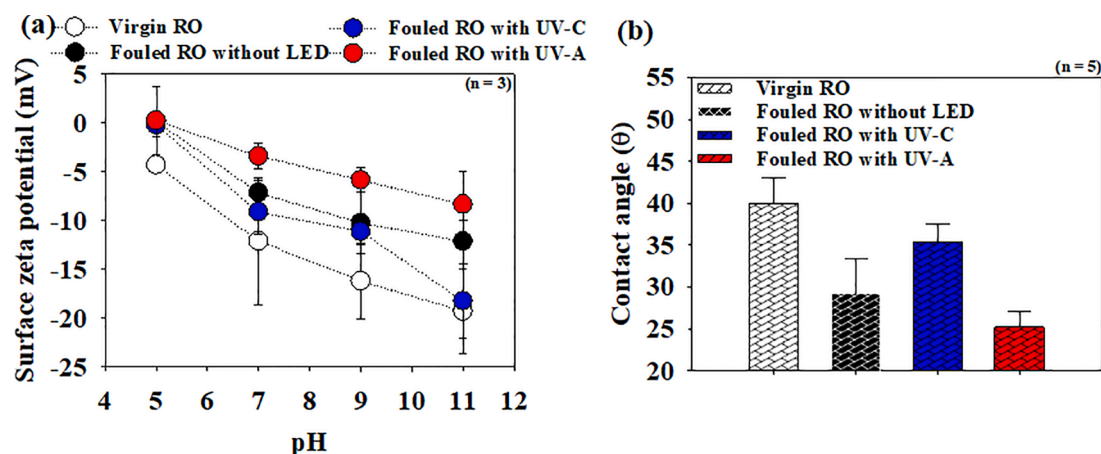 (a)
Virgin RO
Fouled RO with UV-C
Fouled RO without LED
Fouled RO with UV-A
(n = 3)
Surface zeta potential (mV)
5
0
-5
-10
-15
-20
-25
4 5 6 7 8 9 10 11 12
pH
(b)
(n = 5)
Virgin RO
Fouled RO without LED
Fouled RO with UV-C
Fouled RO with UV-A
Contact angle (θ)
55
50
45
40
35
30
25
20